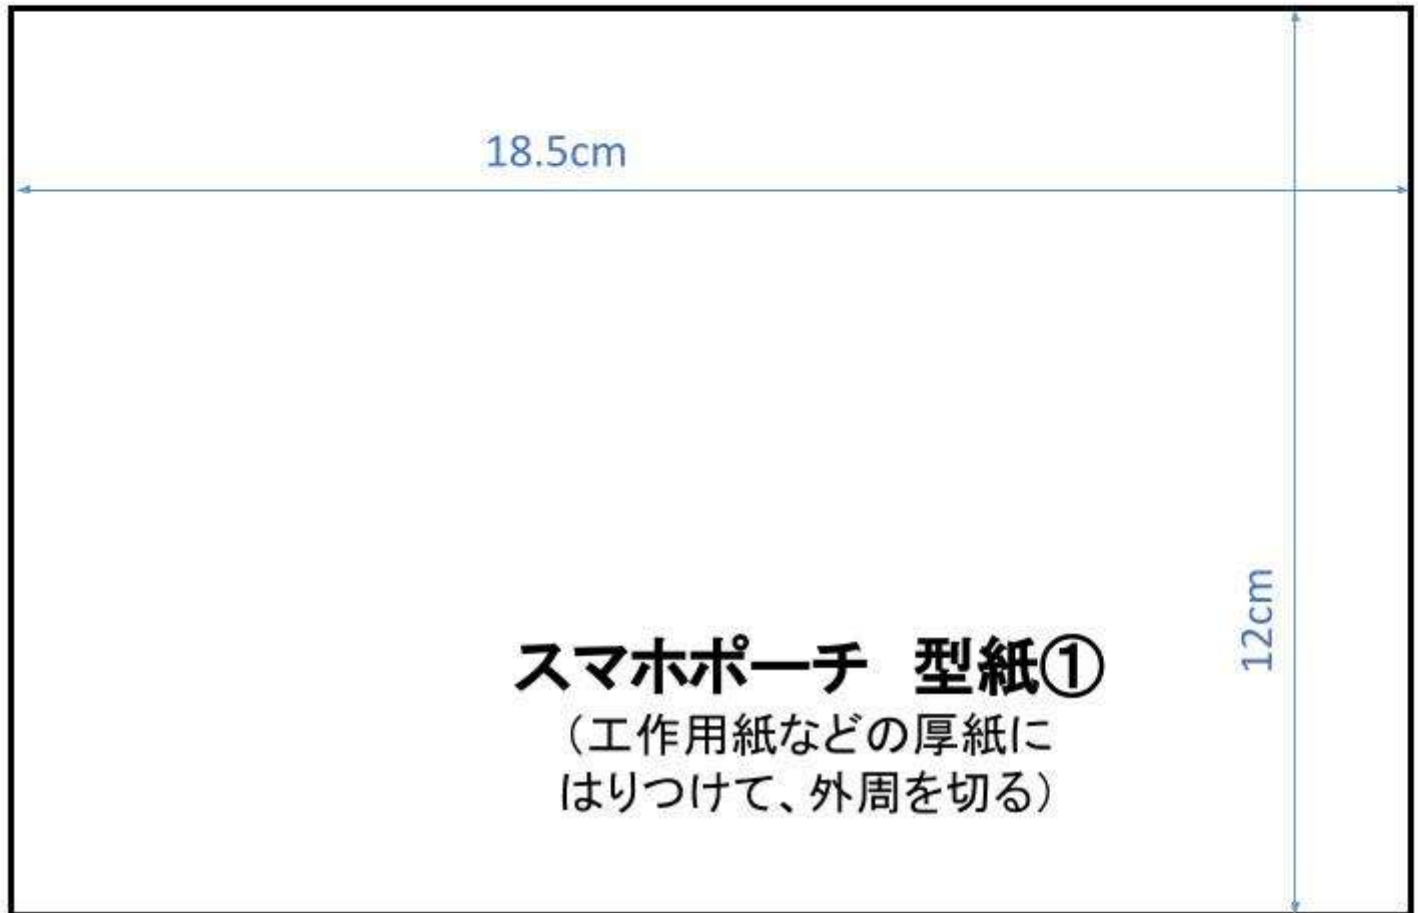 18.5cm
12cm
スマホポーチ　型紙①
（工作用紙などの厚紙に
はりつけて、外周を切る）